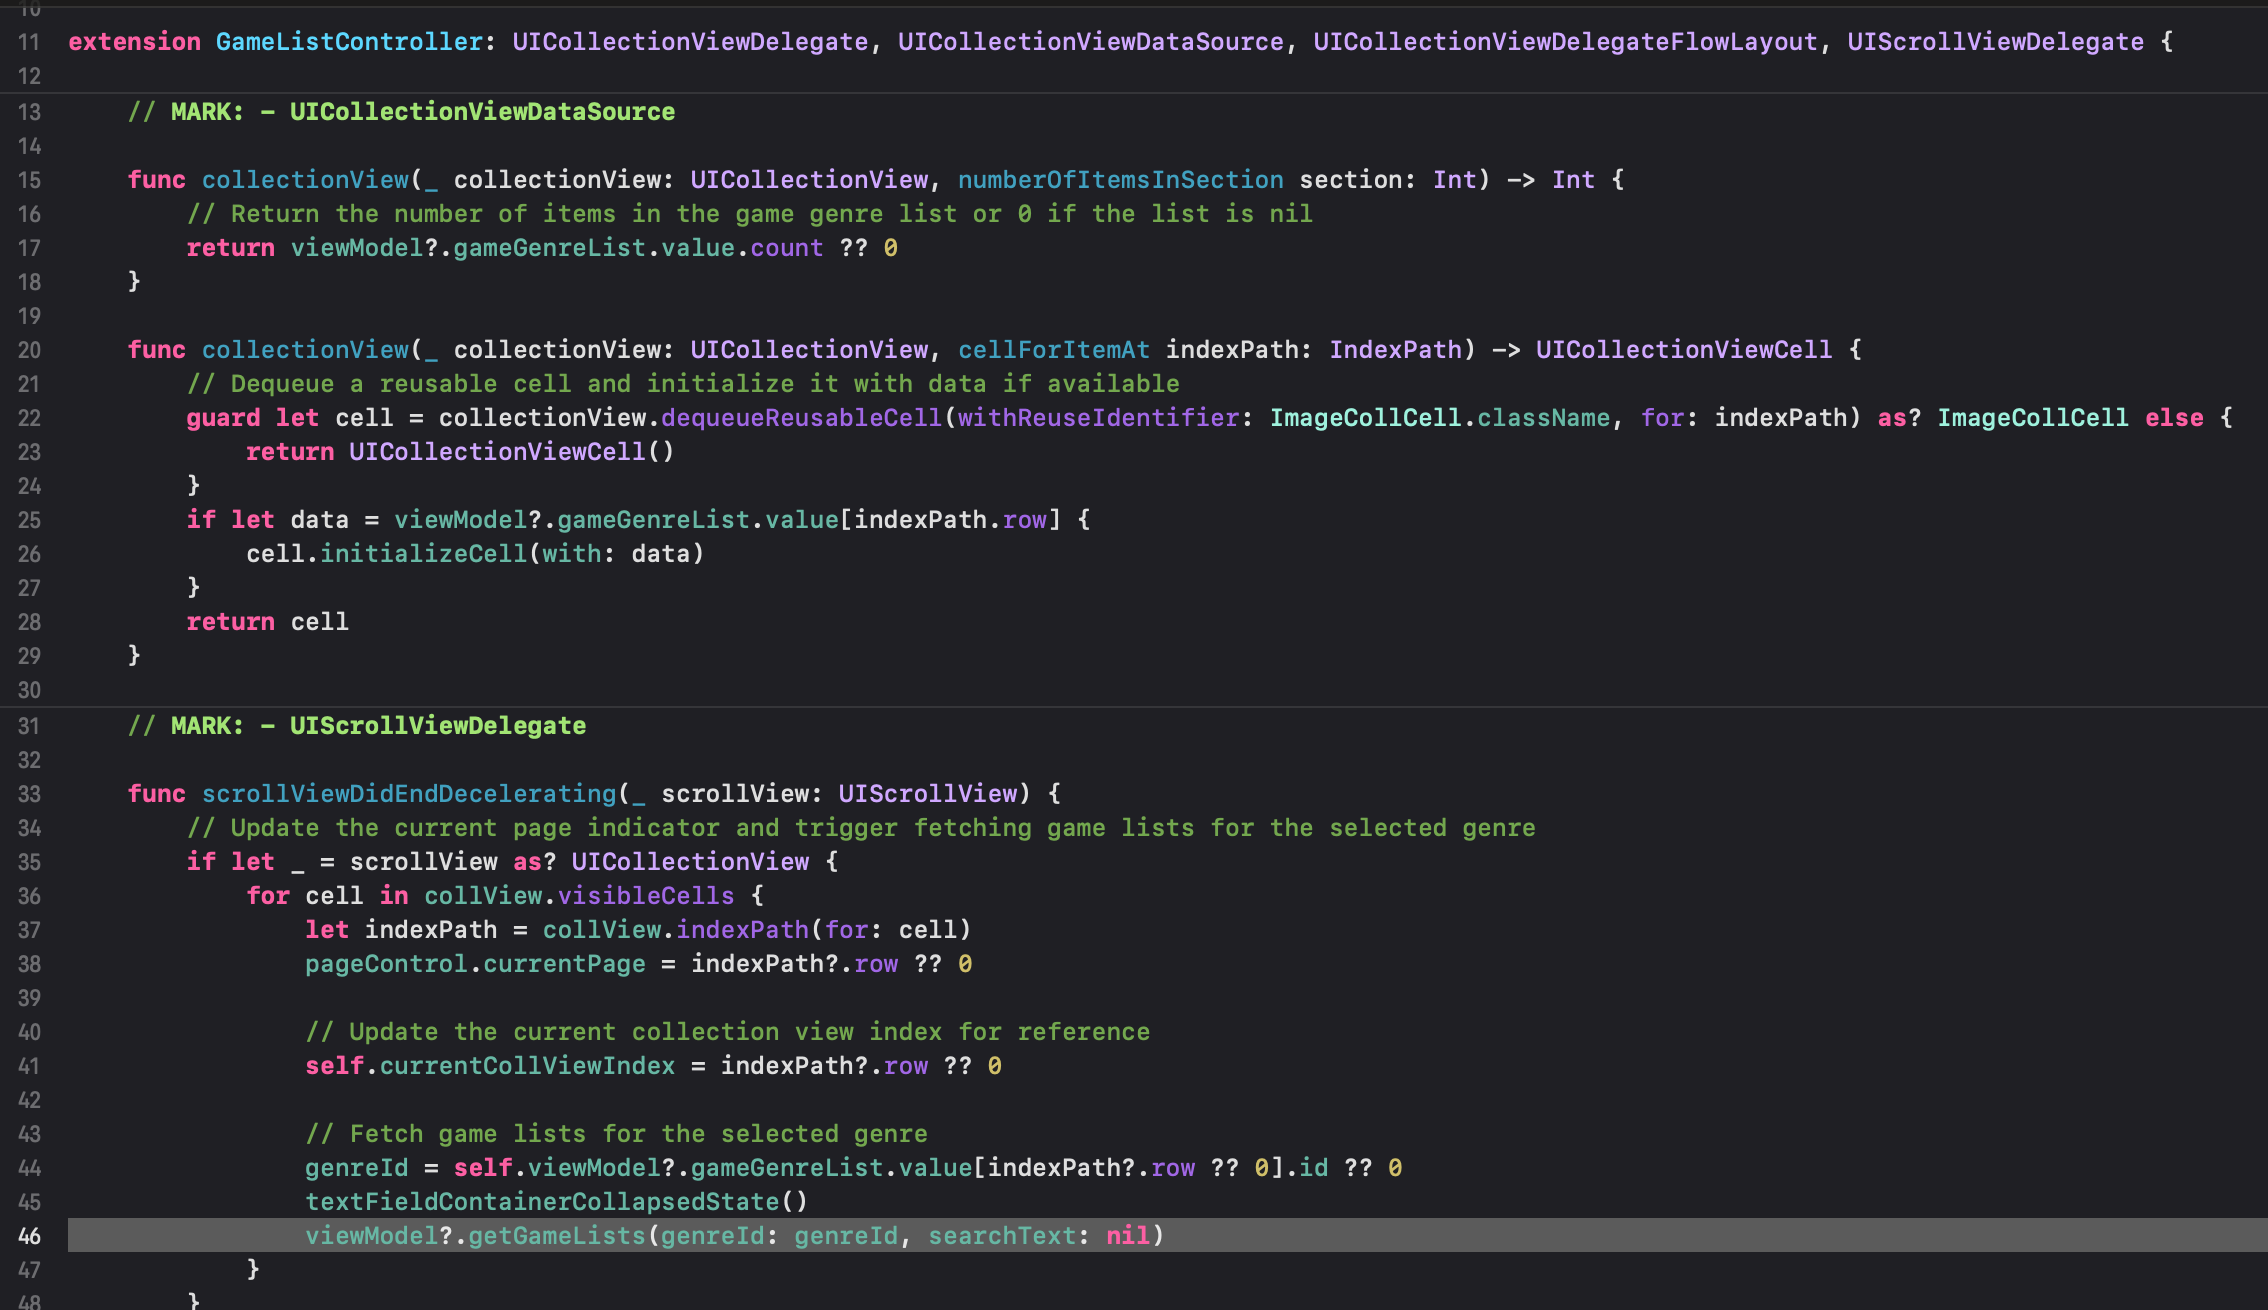 10
11 extension GameListController: UICollectionViewDelegate, UICollectionViewDataSource, UICollectionViewDelegateFlowLayout, UIScrollViewDelegate {
12
13 // MARK: - UICollectionViewDataSource
14
15 func collectionView(_ collectionView: UICollectionView, numberOfItemsInSection section: Int) -> Int {
16 // Return the number of items in the game genre list or 0 if the list is nil
17 return viewModel?.gameGenreList.value.count ?? 0
18 }
19
20 func collectionView(_ collectionView: UICollectionView, cellForItemAt indexPath: IndexPath) -> UICollectionViewCell {
21 // Dequeue a reusable cell and initialize it with data if available
22 guard let cell = collectionView.dequeueReusableCell(withReuseIdentifier: ImageCollCell.className, for: indexPath) as? ImageCollCell else {
23 return UICollectionViewCell()
24 }
25 if let data = viewModel?.gameGenreList.value[indexPath.row] {
26 cell.initializeCell(with: data)
27 }
28 return cell
29 }
30
31 // MARK: - UIScrollViewDelegate
32
33 func scrollViewDidEndDecelerating(_ scrollView: UIScrollView) {
34 // Update the current page indicator and trigger fetching game lists for the selected genre
35 if let _ = scrollView as? UICollectionView {
36 for cell in collView.visibleCells {
37 let indexPath = collView.indexPath(for: cell)
38 pageControl.currentPage = indexPath?.row ?? 0
39
40 // Update the current collection view index for reference
41 self.currentCollViewIndex = indexPath?.row ?? 0
42
43 // Fetch game lists for the selected genre
44 genreId = self.viewModel?.gameGenreList.value[indexPath?.row ?? 0].id ?? 0
45 textFieldContainerCollapsedState()
46 viewModel?.getGameLists(genreId: genreId, searchText: nil)
47 }
48 }